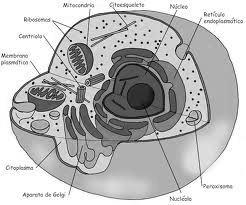 Mitocondria
Citoesqueleto
Ribosomas
Núcleo
Retículo
endoplasmático
Centriolo
Membrana
plasmática
Citoplasma
Aparato de Golgi
Nucléolo
Peroxisoma